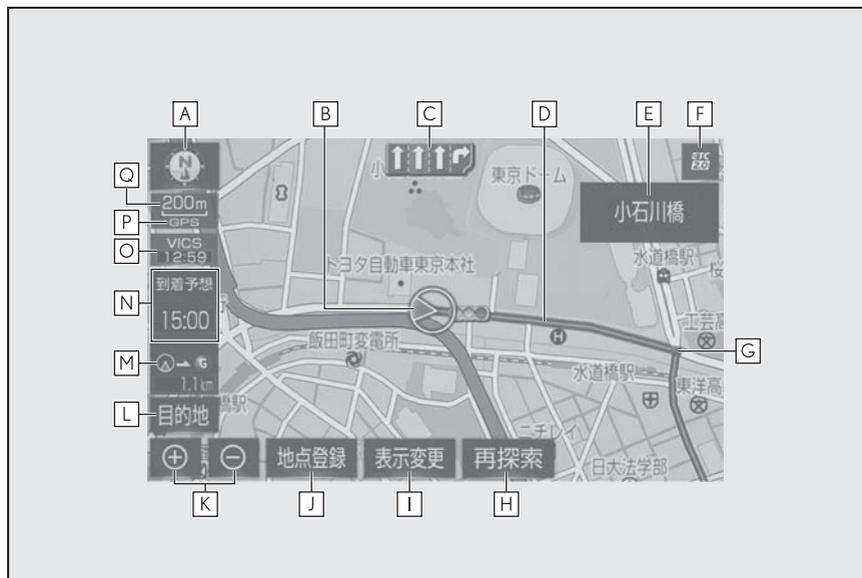 A
B
C
D
E
F
Q
N
ETC
2.0
200m
東京ドーム
小石川橋
P
GPS
O
VICS
12:59
水道橋駅
トヨタ自動車東京本社
N
到着予想
15:00
工芸高
飯田町変電所
H
G
M
G
1.1km
水道橋駅
東洋高
L
目的地
ニチレイ
地点登録
表示変更
再探索
日大法学部
K
J
I
H